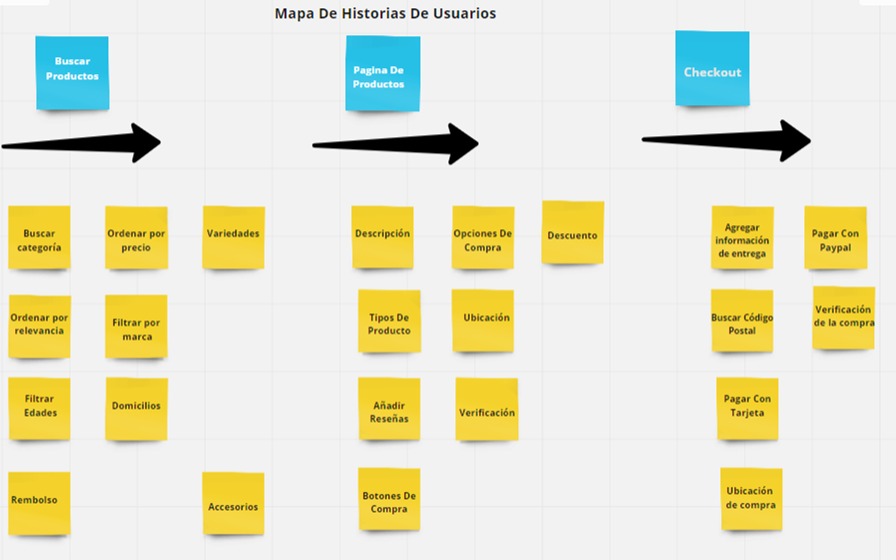 Mapa De Historias De Usuarios
Buscar
Productos
Pagina De
Productos
Checkout
Buscar
categoría
Ordenar por
precio
Variedades
Descripción
Opciones De
Compra
Descuento
Agregar
información
de entrega
Pagar Con
Paypal
Ordenar por
relevancia
Filtrar por
marca
Tipos De
Producto
Ubicación
Buscar Código
Postal
Verificación
de la compra
Filtrar
Edades
Domicilios
Añadir
Reseñas
Verificación
Pagar Con
Tarjeta
Rembolso
Accesorios
Botones De
Compra
Ubicación
de compra